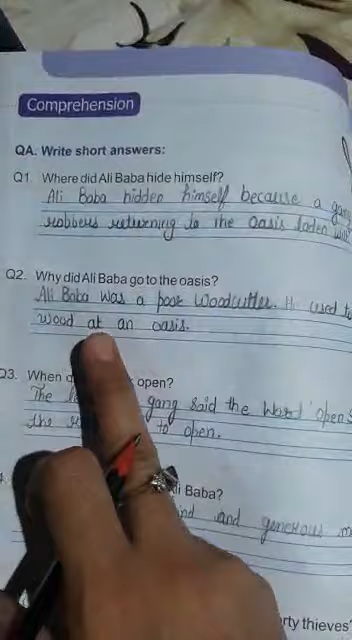 Comprehension
QA. Write short answers:
Q1. Where did Ali Baba hide himself?
Ali Baba hidden himself because a gang
robbers returning to the Oasis laden
Q2. Why did Ali Baba go to the oasis?
Ali Baba was a poor Woodcutter. He used to
wood at an oasis.
Q3. When open?
The gang said the Word 'open
the to open.
Baba?
and generous
rty thieves'